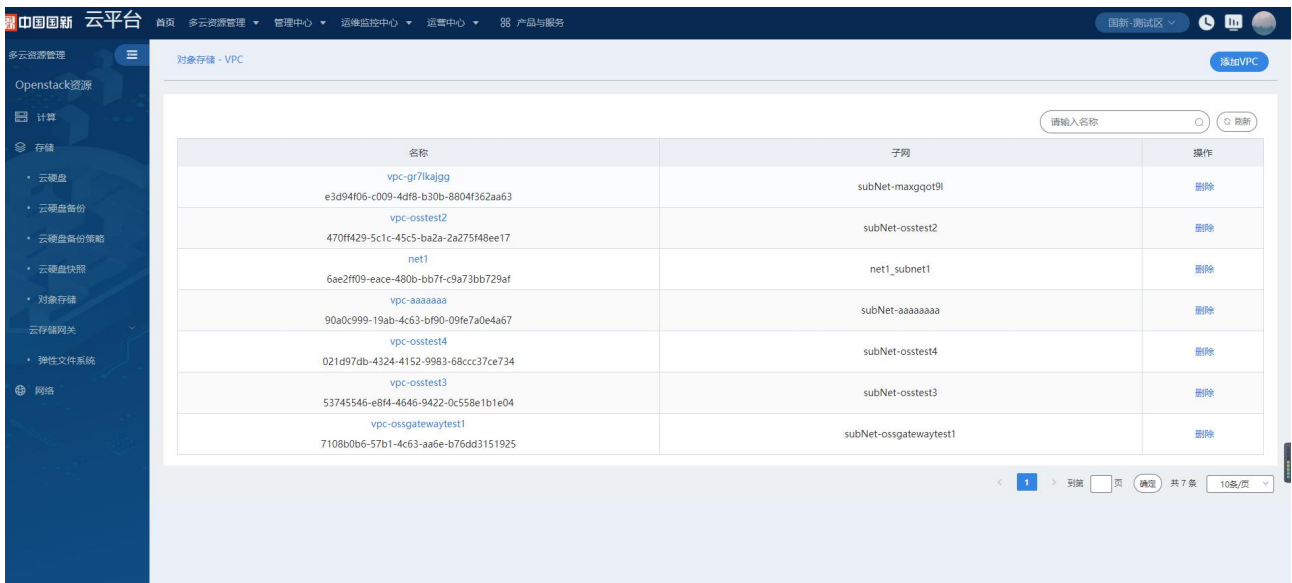 中国国新 云平台 首页 多云资源管理 管理中心 运维监控中心 运营中心 产品与服务 国新-测试区
多云资源管理
对象存储 - VPC 添加VPC
Openstack资源
计算
存储
云硬盘
云硬盘备份
云硬盘备份策略
云硬盘快照
对象存储
云存储网关
弹性文件系统
网络
请输入名称 刷新
名称 子网 操作
vpc-gr7lkajgg
e3d94f06-c009-4df8-b30b-8804f362aa63
subNet-maxgqot9l 删除
vpc-osstest2
470ff429-5c1c-45c5-ba2a-2a275f48ee17
subNet-osstest2 删除
net1
6ae2ff09-eace-480b-bb7f-c9a73bb729af
net1_subnet1 删除
vpc-aaaaaaa
90a0c999-19ab-4c63-bf90-09fe7a0e4a67
subNet-aaaaaaaa 删除
vpc-osstest4
021d97db-4324-4152-9983-68ccc37ce734
subNet-osstest4 删除
vpc-osstest3
53745546-e8f4-4646-9422-0c558e1b1e04
subNet-osstest3 删除
vpc-ossgatewaytest1
7108b0b6-57b1-4c63-aa6e-b76dd3151925
subNet-ossgatewaytest1 删除
1 到第 页 确定 共 7 条 10条/页